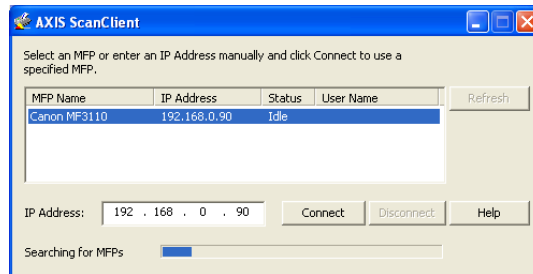 AXIS ScanClient
Select an MFP or enter an IP Address manually and click Connect to use a
specified MFP.
MFP Name IP Address Status User Name Refresh
Canon MF3110 192.168.0.90 Idle
IP Address: 192 . 168 . 0 . 90 Connect Disconnect Help
Searching for MFPs